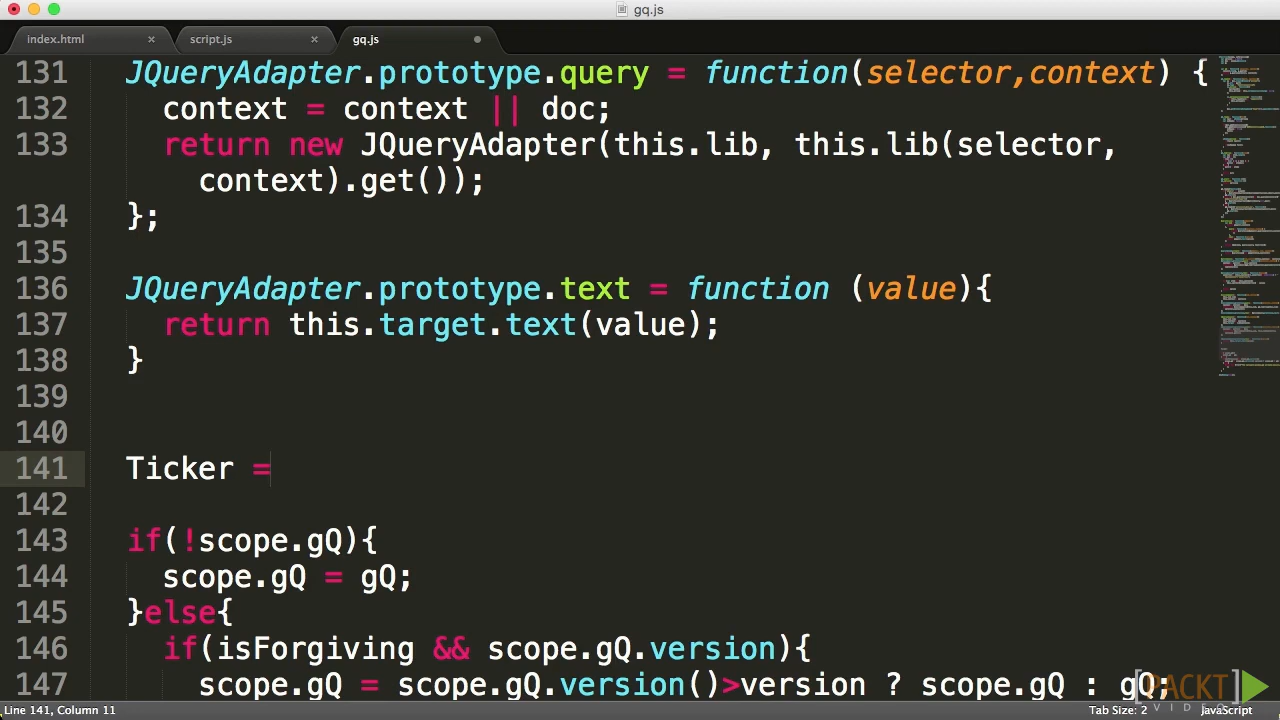 gq.js
index.html
script.js
gq.js
131 JQueryAdapter.prototype.query = function(selector,context) {
132 context = context || doc;
133 return new JQueryAdapter(this.lib, this.lib(selector,
context).get());
134 };
135
136 JQueryAdapter.prototype.text = function (value){
137 return this.target.text(value);
138 }
139
140
141 Ticker =
142
143 if(!scope.gQ){
144 scope.gQ = gQ;
145 }else{
146 if(isForgiving && scope.gQ.version){
147 scope.gQ = scope.gQ.version()>version ? scope.gQ : gQ;
[PACKT]
VIDEO
Line 141, Column 11
Tab Size: 2
JavaScript